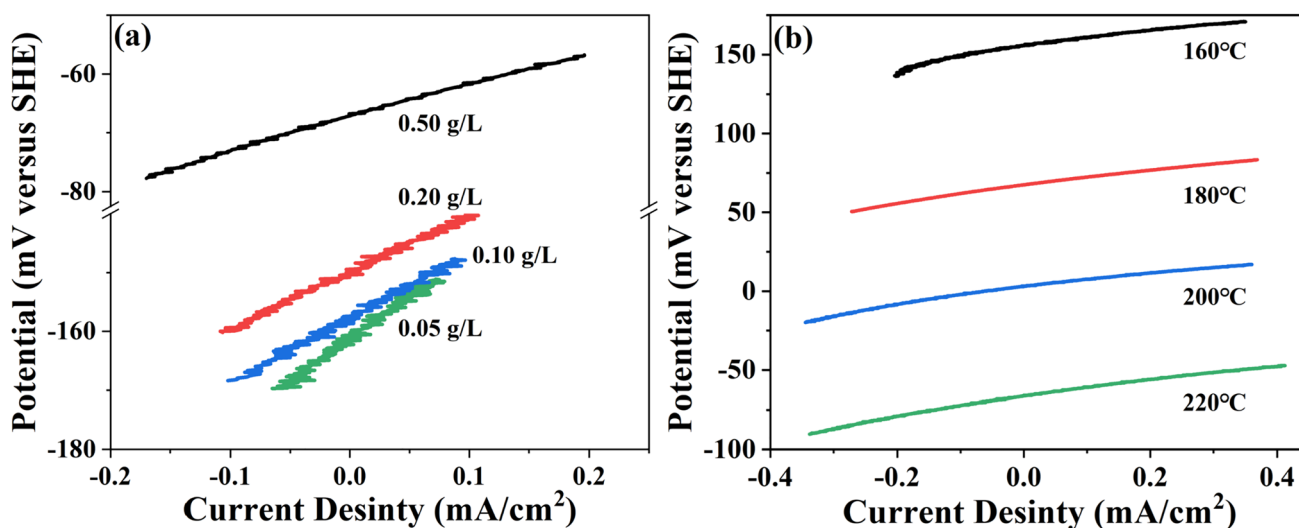 (a)
Potential (mV versus SHE)
-60
-80
-160
-180
0.50 g/L
0.20 g/L
0.10 g/L
0.05 g/L
-0.2 -0.1 0.0 0.1 0.2
Current Desinty (mA/cm²)
(b)
Potential (mV versus SHE)
150
100
50
0
-50
-100
160°C
180°C
200°C
220°C
-0.4 -0.2 0.0 0.2 0.4
Current Desinty (mA/cm²)